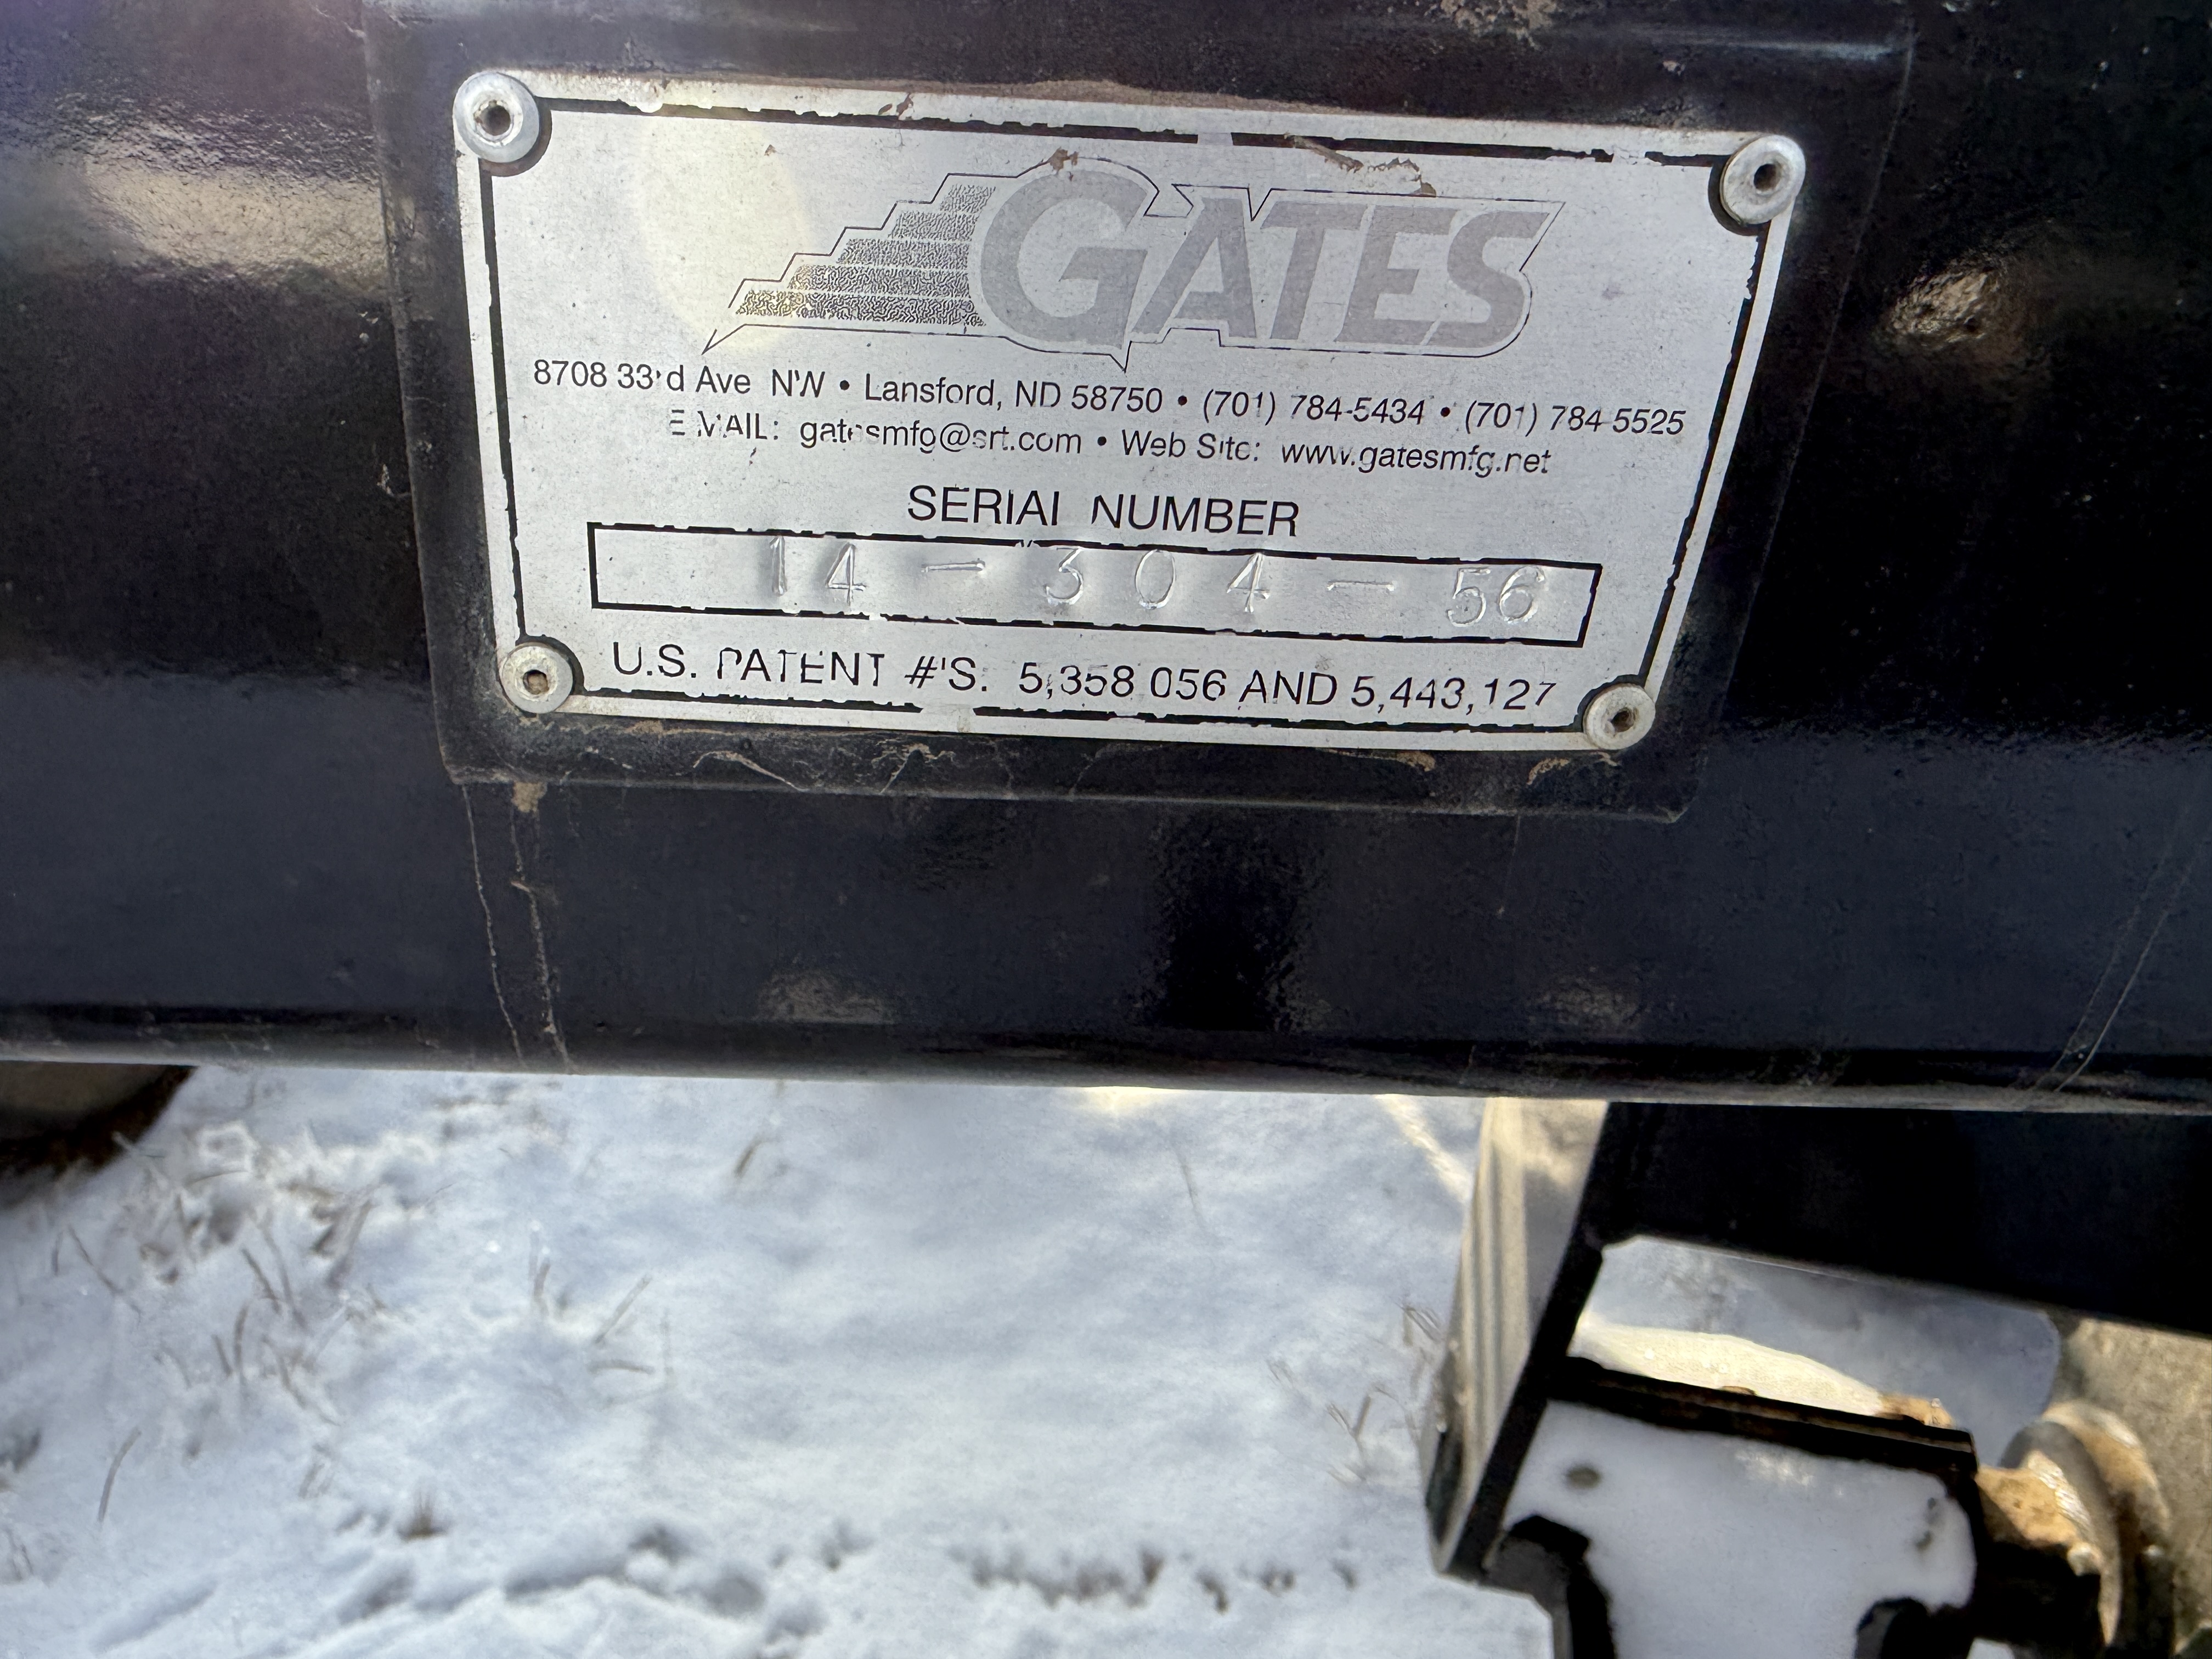 GATES
8708 33rd Ave NW • Lansford, ND 58750 • (701) 784-5434 • (701) 784-5525
E-MAIL: gatesmfg@srt.com • Web Site: www.gatesmfg.net
SERIAL NUMBER
14-304-56
U.S. PATENT #'S. 5,358,056 AND 5,443,127